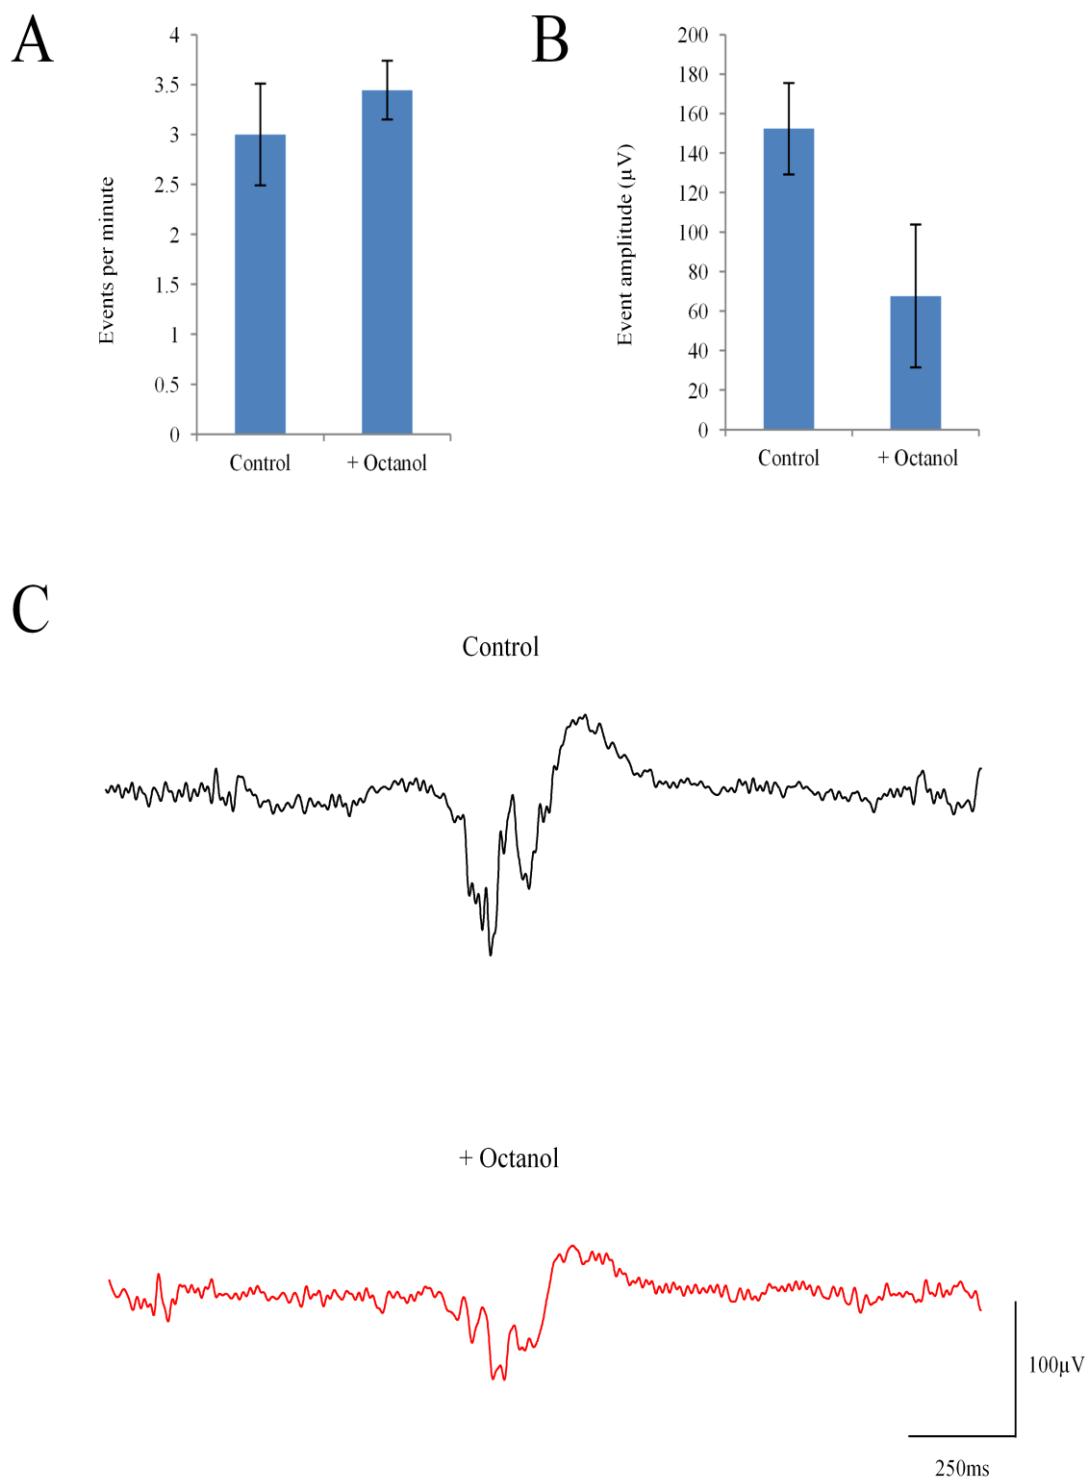 A
4
3.5
3
2.5
2
1.5
1
0.5
0
Events per minute
Control
+ Octanol
B
200
180
160
140
120
100
80
60
40
20
0
Event amplitude (µV)
Control
+ Octanol
C
Control
+ Octanol
100µV
250ms